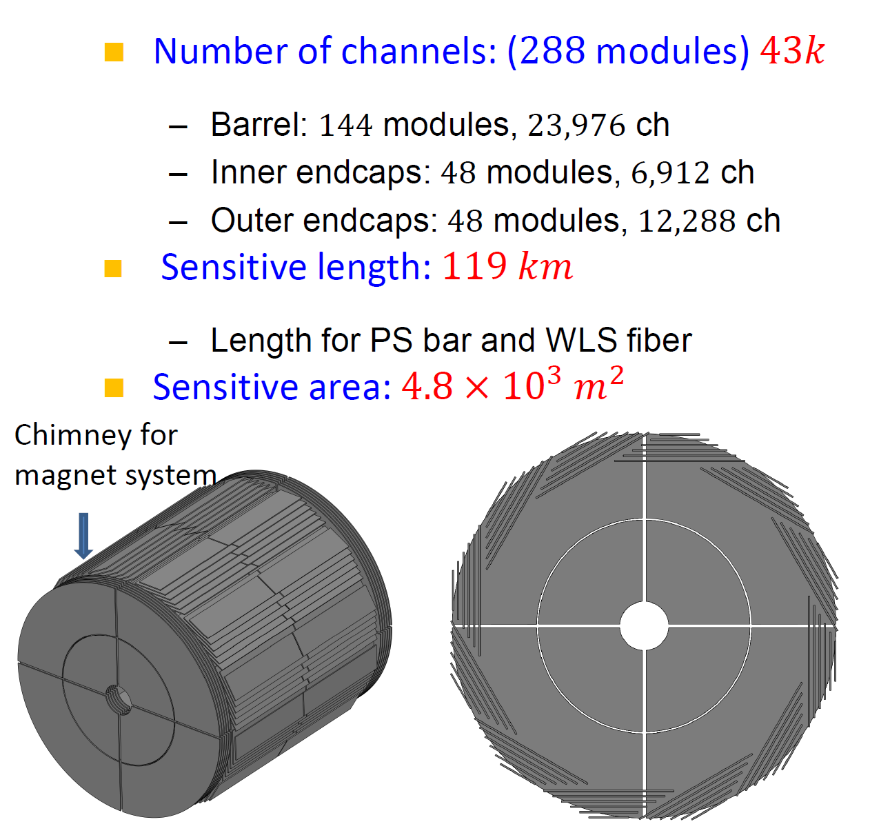 Number of channels: (288 modules) 43k
– Barrel: 144 modules, 23,976 ch
– Inner endcaps: 48 modules, 6,912 ch
– Outer endcaps: 48 modules, 12,288 ch
Sensitive length: 119 km
– Length for PS bar and WLS fiber
Sensitive area: 4.8 × 10³ m²
Chimney for
magnet system